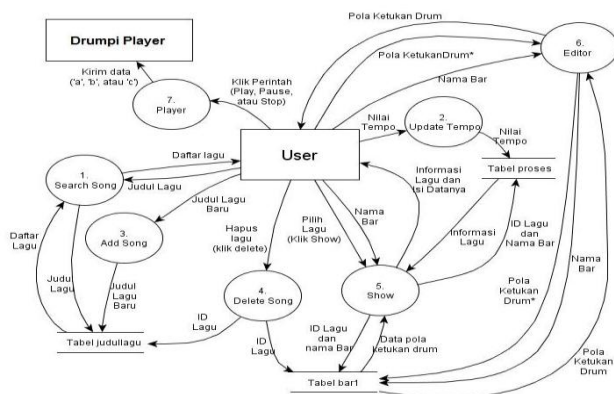 Drumpi Player
Kirim data
('a', 'b', atau 'c')
7.
Player
Klik Perintah
(Play, Pause,
atau Stop)
Pola Ketukan Drum
Pola KetukanDrum*
Nama Bar
6.
Editor
User
Nilai
Tempo
2.
Update Tempo
Nilai
Tempo
Tabel proses
Daftar lagu
Judul Lagu
1.
Search Song
Judul Lagu
Baru
3.
Add Song
Daftar
Lagu
Judul
Lagu
Judul
Lagu
Baru
Tabel judullagu
Hapus
lagu
(klik delete)
4.
Delete Song
ID
Lagu
ID
Lagu
Pilih
Lagu
(Klik Show)
Nama
Bar
Informasi
Lagu dan
Isi Datanya
Informasi
Lagu
ID Lagu
dan
Nama Bar
5.
Show
ID Lagu
dan
nama Bar
Data pola
ketukan drum
Tabel bar1
Pola
Ketukan
Drum*
Nama
Bar
Pola
Ketukan
Drum